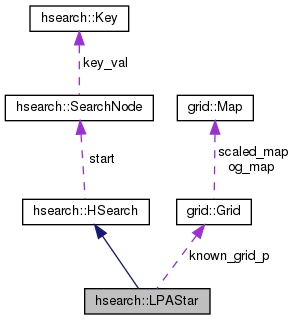 hsearch::Key
key_val
hsearch::SearchNode
grid::Map
start
scaled_map
og_map
hsearch::HSearch
grid::Grid
known_grid_p
hsearch::LPAStar